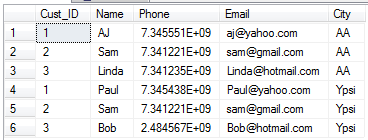 Cust_ID Name Phone Email City
1 1 AJ 7.345551E+09 aj@yahoo.com AA
2 2 Sam 7.341221E+09 sam@gmail.com AA
3 3 Linda 7.341235E+09 Linda@hotmail.com AA
4 1 Paul 7.345438E+09 Paul@yahoo.com Ypsi
5 2 Sam 7.341221E+09 sam@gmail.com Ypsi
6 3 Bob 2.484567E+09 Bob@hotmail.com Ypsi